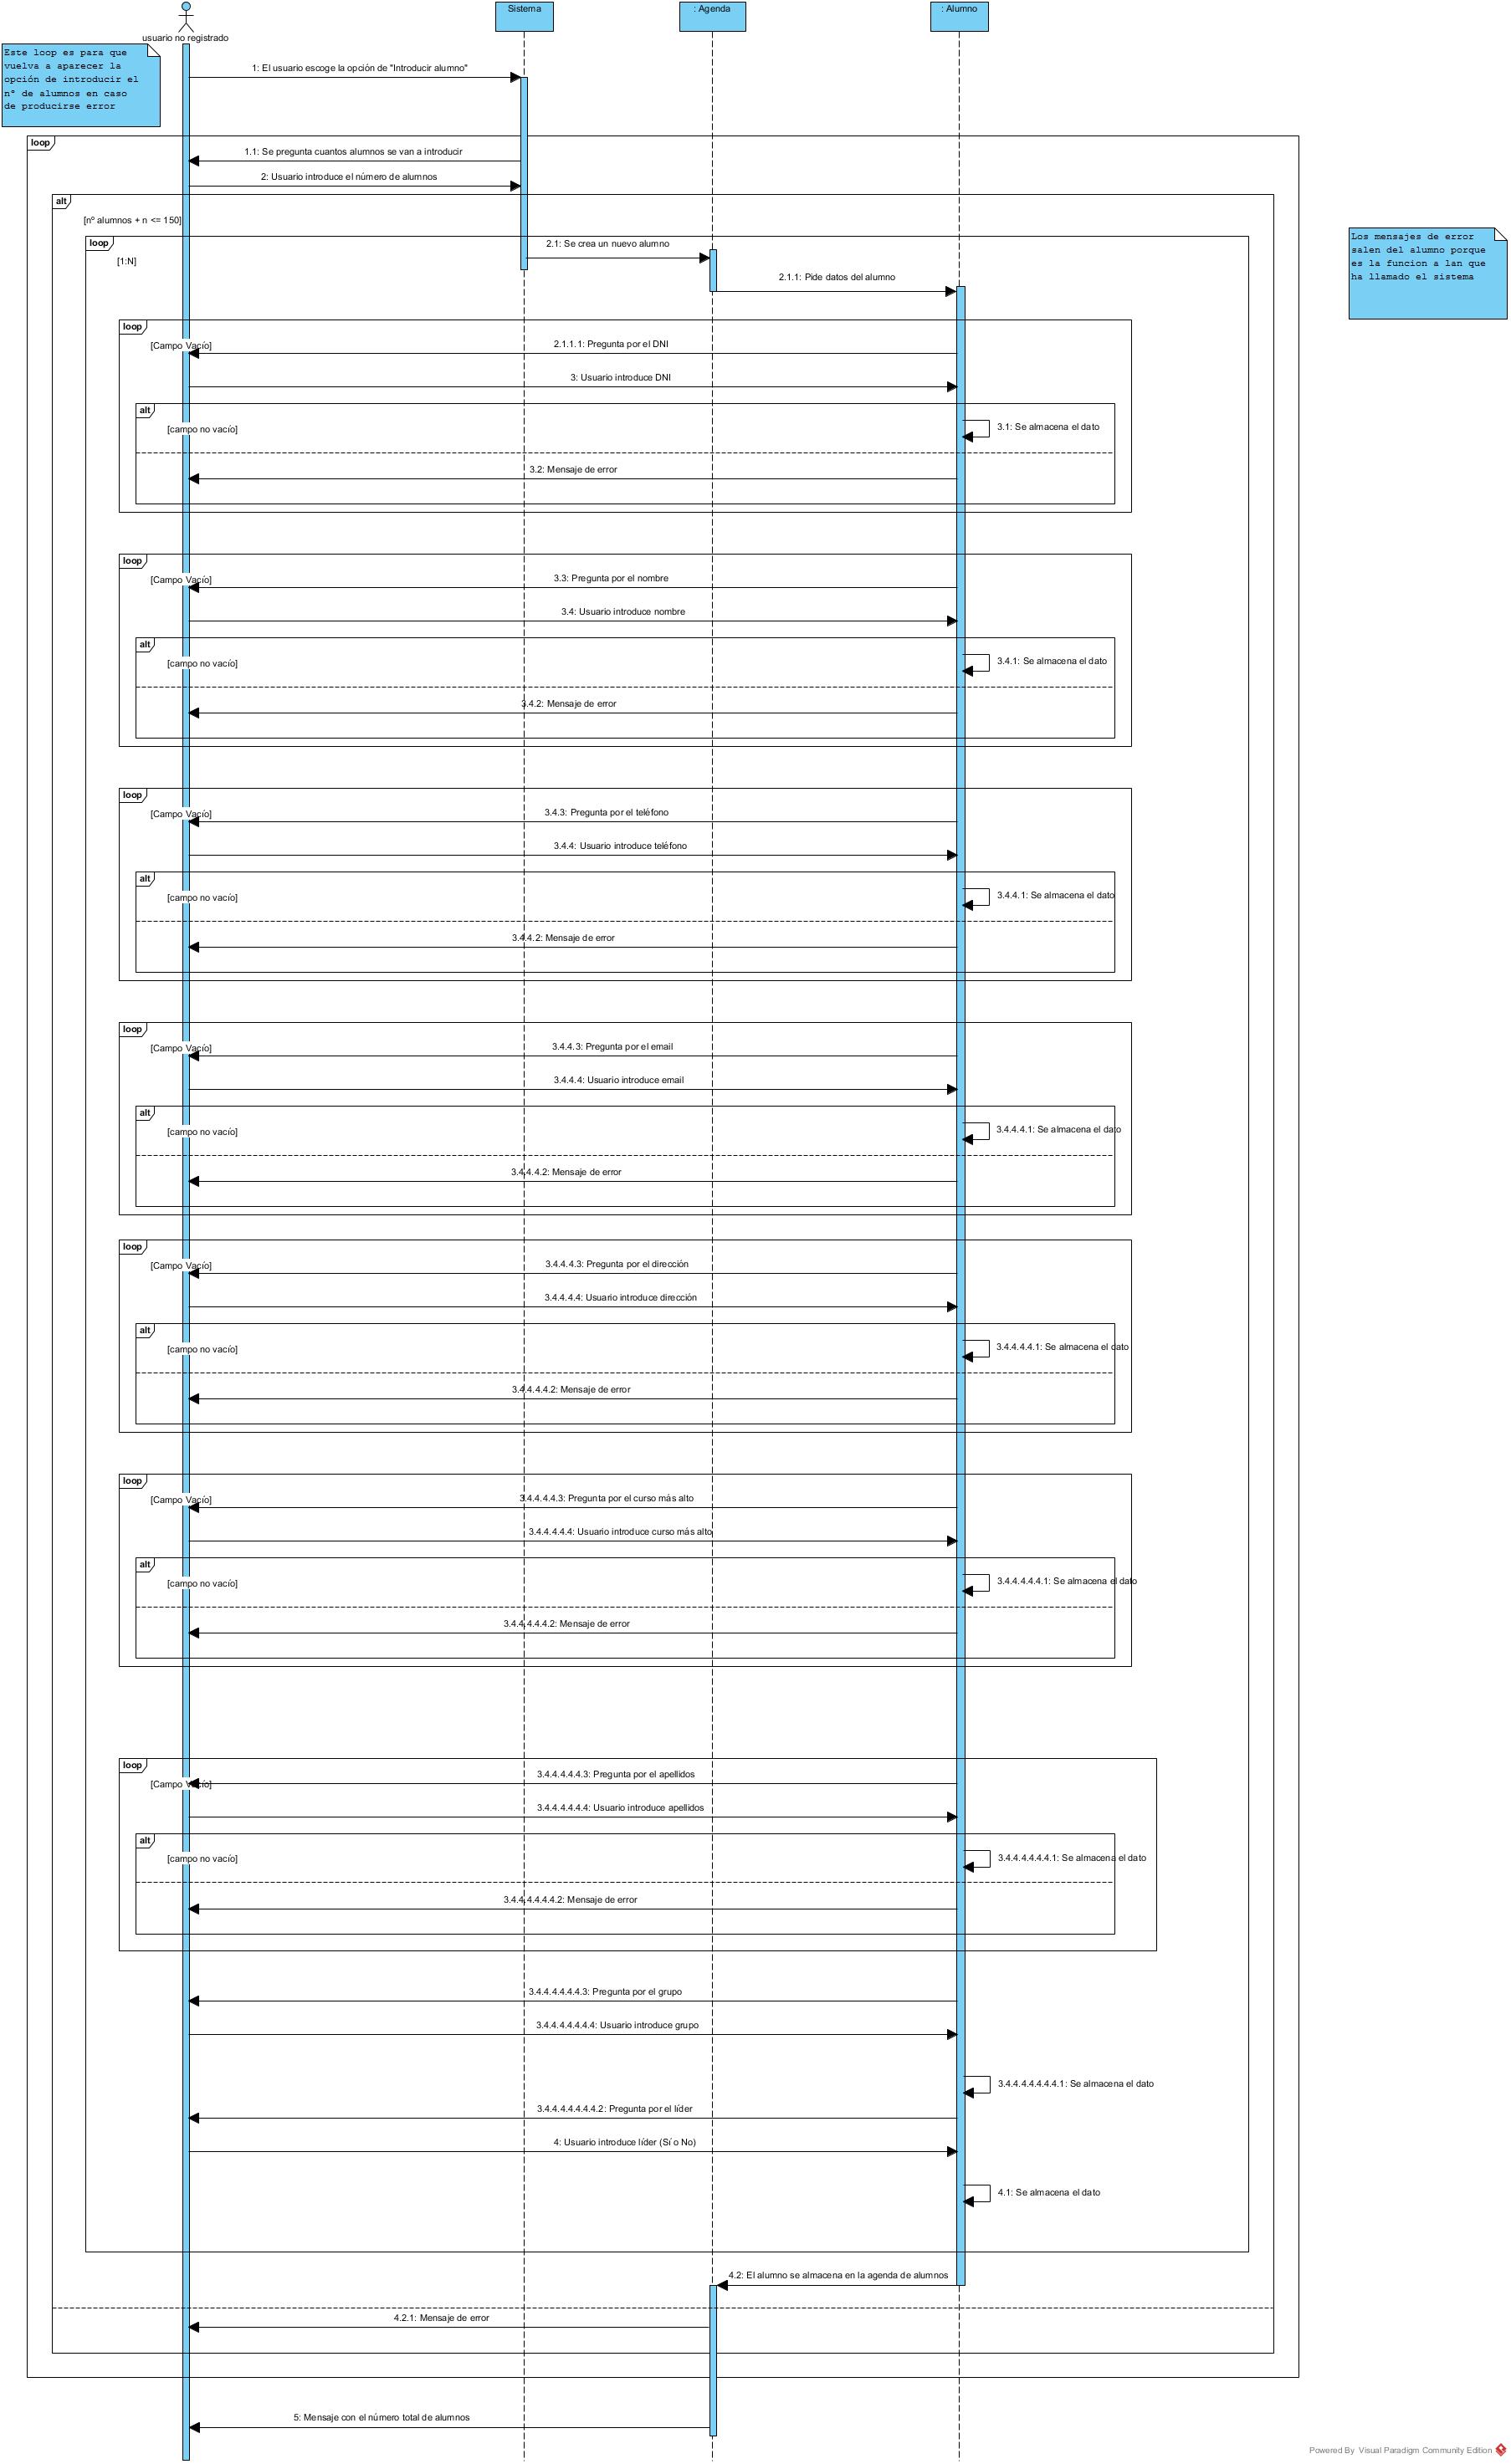 Sistema
: Agenda
: Alumno
usuario no registrado
Este loop es para que
vuelva a aparecer la
opción de introducir el
nº de alumnos en caso
de producirse error
1: El usuario escoge la opción de "Introducir alumno"
loop
1.1: Se pregunta cuantos alumnos se van a introducir
2: Usuario introduce el número de alumnos
alt
[nº alumnos + n <= 150]
Los mensajes de error
salen del alumno porque
es la funcion a lan que
ha llamado el sistema
loop
[1:N]
2.1: Se crea un nuevo alumno
2.1.1: Pide datos del alumno
loop
[Campo Vacío]
2.1.1.1: Pregunta por el DNI
3: Usuario introduce DNI
alt
[campo no vacío]
3.1: Se almacena el dato
3.2: Mensaje de error
loop
[Campo Vacío]
3.3: Pregunta por el nombre
3.4: Usuario introduce nombre
alt
[campo no vacío]
3.4.1: Se almacena el dato
3.4.2: Mensaje de error
loop
[Campo Vacío]
3.4.3: Pregunta por el teléfono
3.4.4: Usuario introduce teléfono
alt
[campo no vacío]
3.4.4.1: Se almacena el dato
3.4.4.2: Mensaje de error
loop
[Campo Vacío]
3.4.4.3: Pregunta por el email
3.4.4.4: Usuario introduce email
alt
[campo no vacío]
3.4.4.4.1: Se almacena el dato
3.4.4.4.2: Mensaje de error
loop
[Campo Vacío]
3.4.4.4.3: Pregunta por el dirección
3.4.4.4.4: Usuario introduce dirección
alt
[campo no vacío]
3.4.4.4.4.1: Se almacena el dato
3.4.4.4.4.2: Mensaje de error
loop
[Campo Vacío]
3.4.4.4.4.3: Pregunta por el curso más alto
3.4.4.4.4.4: Usuario introduce curso más alto
alt
[campo no vacío]
3.4.4.4.4.4.1: Se almacena el dato
3.4.4.4.4.4.2: Mensaje de error
loop
[Campo Vacío]
3.4.4.4.4.4.3: Pregunta por el apellidos
3.4.4.4.4.4.4: Usuario introduce apellidos
alt
[campo no vacío]
3.4.4.4.4.4.4.1: Se almacena el dato
3.4.4.4.4.4.4.2: Mensaje de error
3.4.4.4.4.4.4.3: Pregunta por el grupo
3.4.4.4.4.4.4.4: Usuario introduce grupo
3.4.4.4.4.4.4.4.1: Se almacena el dato
3.4.4.4.4.4.4.4.2: Pregunta por el líder
4: Usuario introduce líder (Sí o No)
4.1: Se almacena el dato
4.2: El alumno se almacena en la agenda de alumnos
4.2.1: Mensaje de error
5: Mensaje con el número total de alumnos
Powered By Visual Paradigm Community Edition